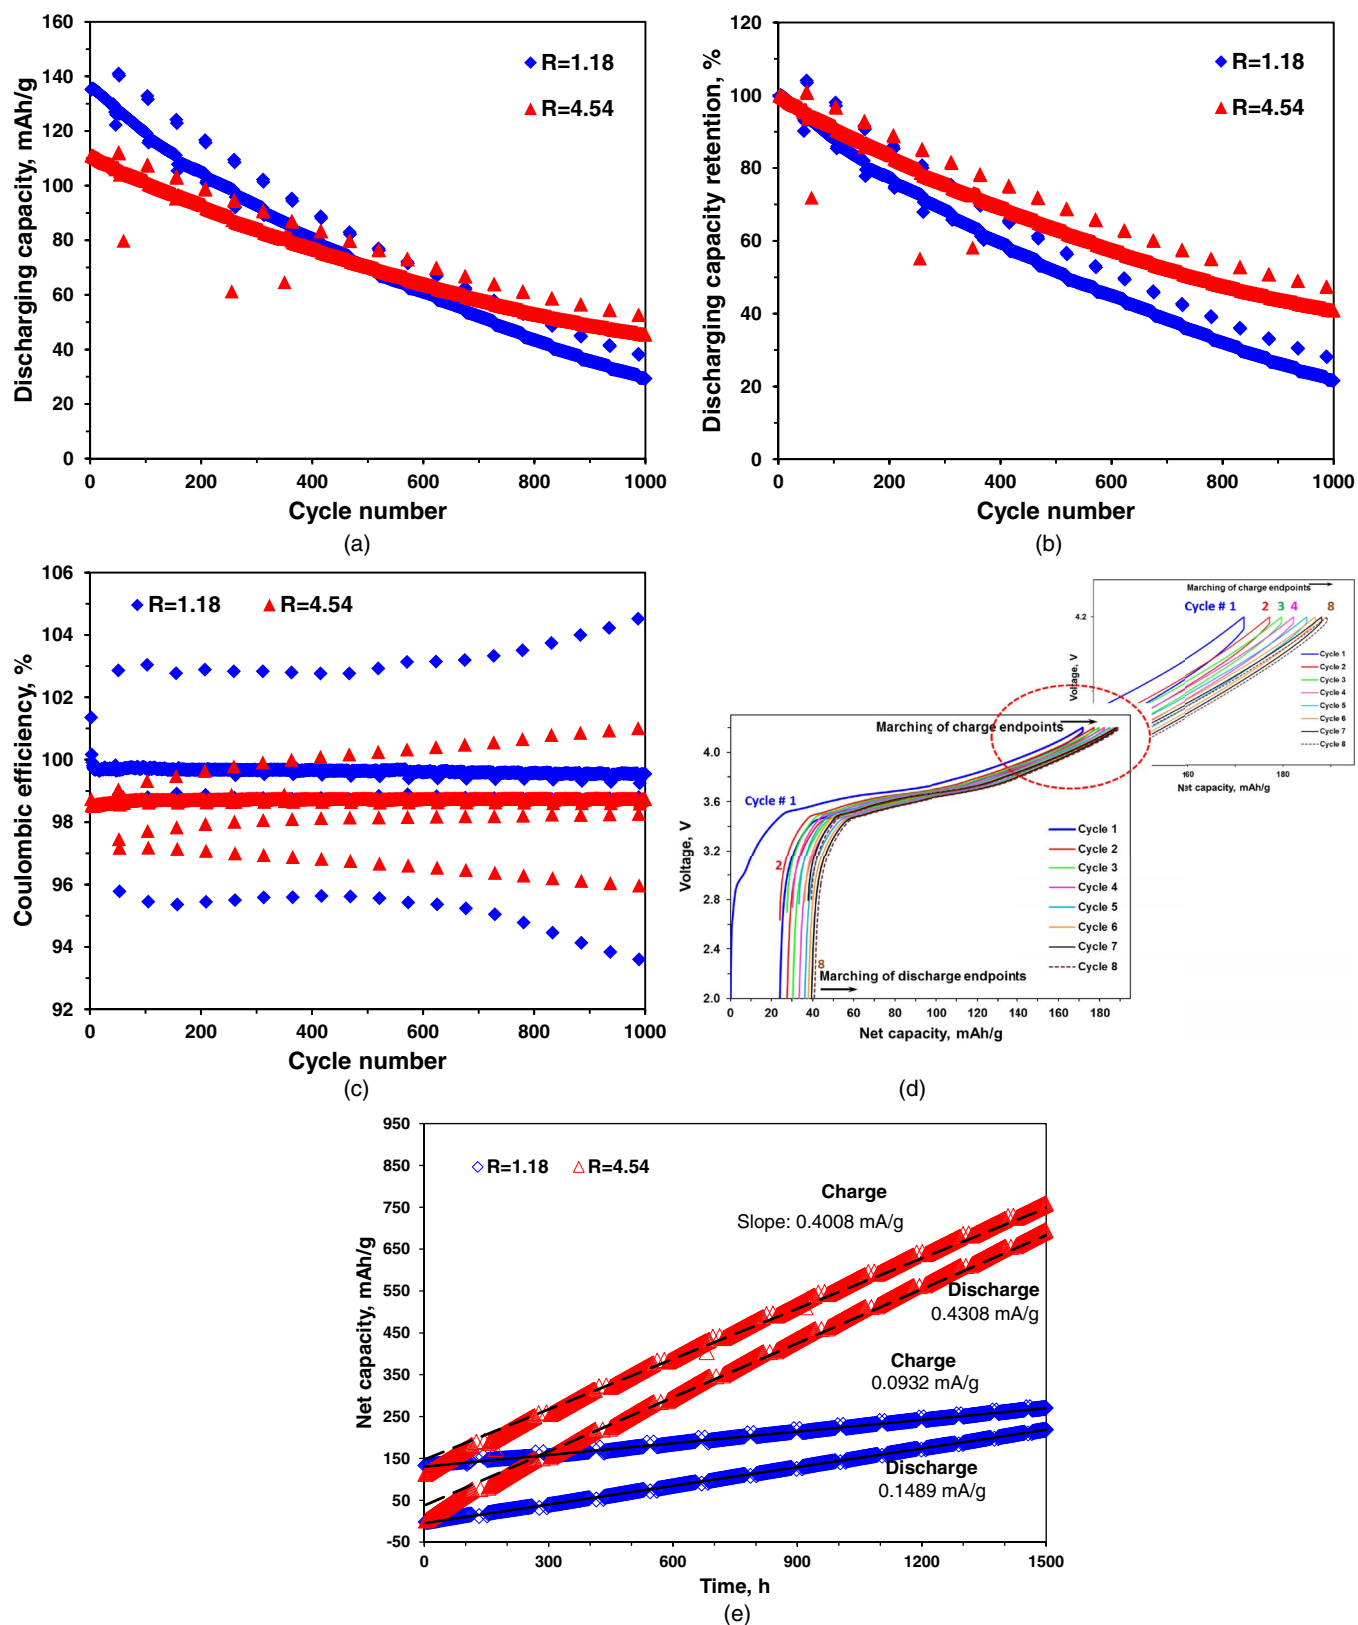 160
140
120
100
80
60
40
20
0
0
200
400
600
800
1000
Discharging capacity, mAh/g
Cycle number
R=1.18
R=4.54
(a)
120
100
80
60
40
20
0
0
200
400
600
800
1000
Discharging capacity retention, %
Cycle number
R=1.18
R=4.54
(b)
106
104
102
100
98
96
94
92
0
200
400
600
800
1000
Coulombic efficiency, %
Cycle number
R=1.18
R=4.54
(c)
Marching of charge endpoints
Cycle # 1
2
3
4
8
4.2
Voltage, V
Cycle 1
Cycle 2
Cycle 3
Cycle 4
Cycle 5
Cycle 6
Cycle 7
Cycle 8
160
180
Net capacity, mAh/g
Marching of charge endpoints
4.0
3.6
3.2
2.8
2.4
2.0
Voltage, V
Cycle # 1
2
8
Cycle 1
Cycle 2
Cycle 3
Cycle 4
Cycle 5
Cycle 6
Cycle 7
Cycle 8
Marching of discharge endpoints
0
20
40
60
80
100
120
140
160
180
Net capacity, mAh/g
(d)
950
850
750
650
550
450
350
250
150
50
-50
Net capacity, mAh/g
R=1.18
R=4.54
Charge
Slope: 0.4008 mA/g
Discharge
0.4308 mA/g
Charge
0.0932 mA/g
Discharge
0.1489 mA/g
0
300
600
900
1200
1500
Time, h
(e)